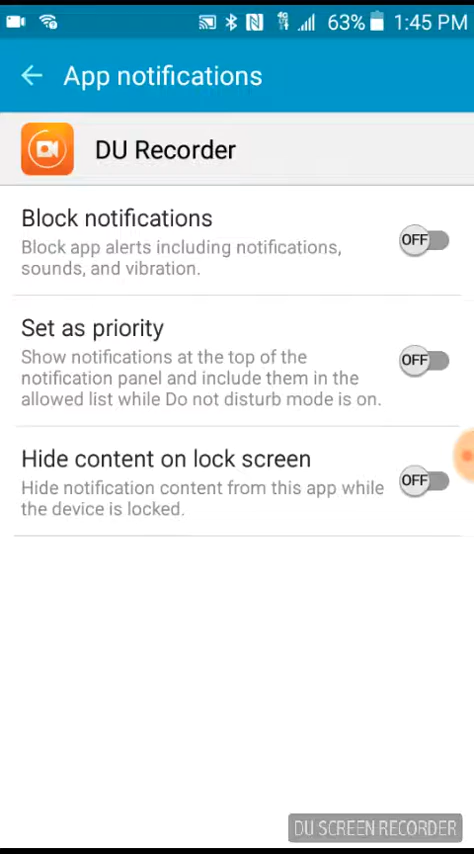 63% 1:45 PM
App notifications
DU Recorder
Block notifications
OFF
Block app alerts including notifications,
sounds, and vibration.
Set as priority
OFF
Show notifications at the top of the
notification panel and include them in the
allowed list while Do not disturb mode is on.
Hide content on lock screen
OFF
Hide notification content from this app while
the device is locked.
DU SCREEN RECORDER